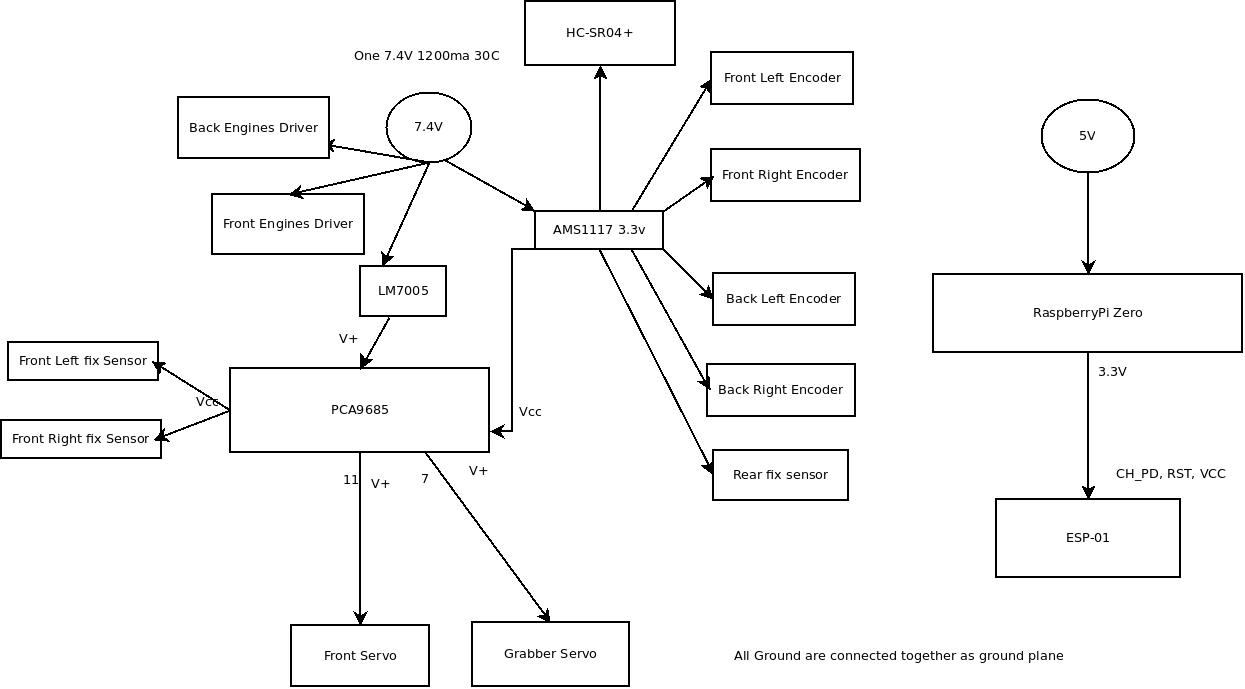 HC-SR04+
One 7.4V 1200ma 30C
Front Left Encoder
Back Engines Driver
7.4V
5V
Front Right Encoder
Front Engines Driver
AMS1117 3.3v
LM7005
Back Left Encoder
RaspberryPi Zero
V+
Front Left fix Sensor
3.3V
Back Right Encoder
Vcc
PCA9685
Vcc
Front Right fix Sensor
V+
Rear fix sensor
CH_PD, RST, VCC
11
V+
7
ESP-01
Front Servo
Grabber Servo
All Ground are connected together as ground plane